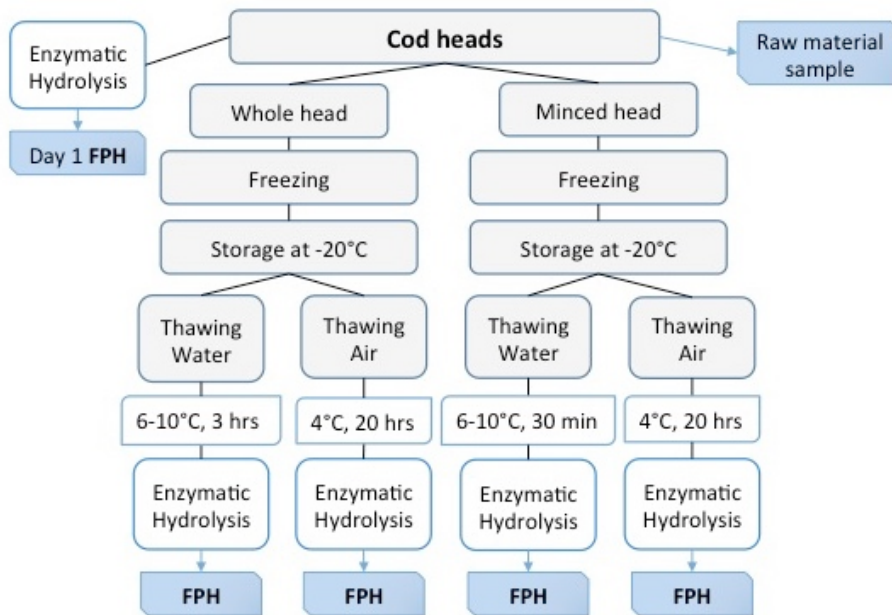 Cod heads
Enzymatic
Hydrolysis
Raw material
sample
Day 1 FPH
Whole head
Minced head
Freezing
Freezing
Storage at -20°C
Storage at -20°C
Thawing
Water
Thawing
Air
Thawing
Water
Thawing
Air
6-10°C, 3 hrs
4°C, 20 hrs
6-10°C, 30 min
4°C, 20 hrs
Enzymatic
Hydrolysis
Enzymatic
Hydrolysis
Enzymatic
Hydrolysis
Enzymatic
Hydrolysis
FPH
FPH
FPH
FPH